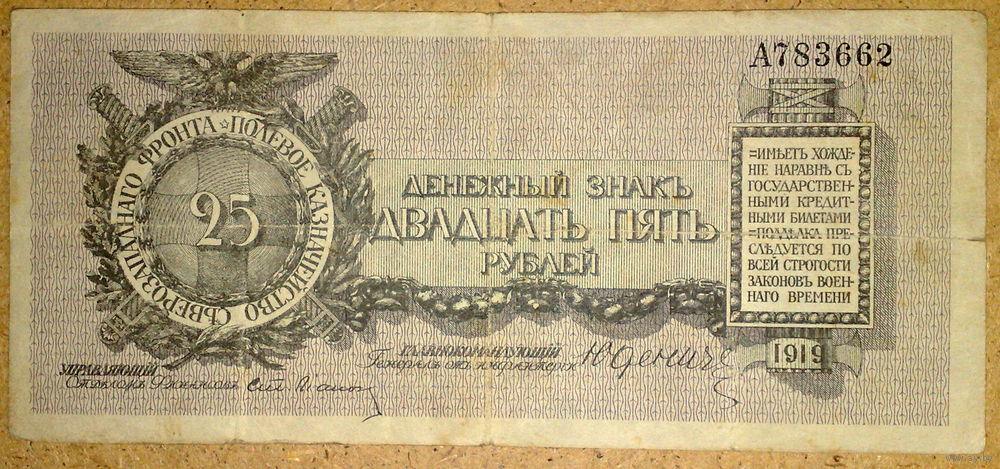 А783662
ПОЛЕВОЕ КАЗНАЧЕЙСТВО СѢВЕРОЗАПАДНАГО ФРОНТА
25
ДЕНЕЖНЫЙ ЗНАКЪ
ДВАДЦАТЬ ПЯТЬ
РУБЛЕЙ
=ИМѢЕТЪ ХОЖДЕ-
НІЕ НАРАВНѢ СЪ
ГОСУДАРСТВЕН-
НЫМИ КРЕДИТ-
НЫМИ БИЛЕТАМИ
=ПОДДѢЛКА ПРЕ-
СЛѢДУЕТСЯ ПО
ВСЕЙ СТРОГОСТИ
ЗАКОНОВЪ ВОЕН-
НАГО ВРЕМЕНИ
1919
ГЛАВНОКОМАНДУЮЩІЙ
Генералъ отъ инфантеріи Юденичъ
УПРАВЛЯЮЩІЙ